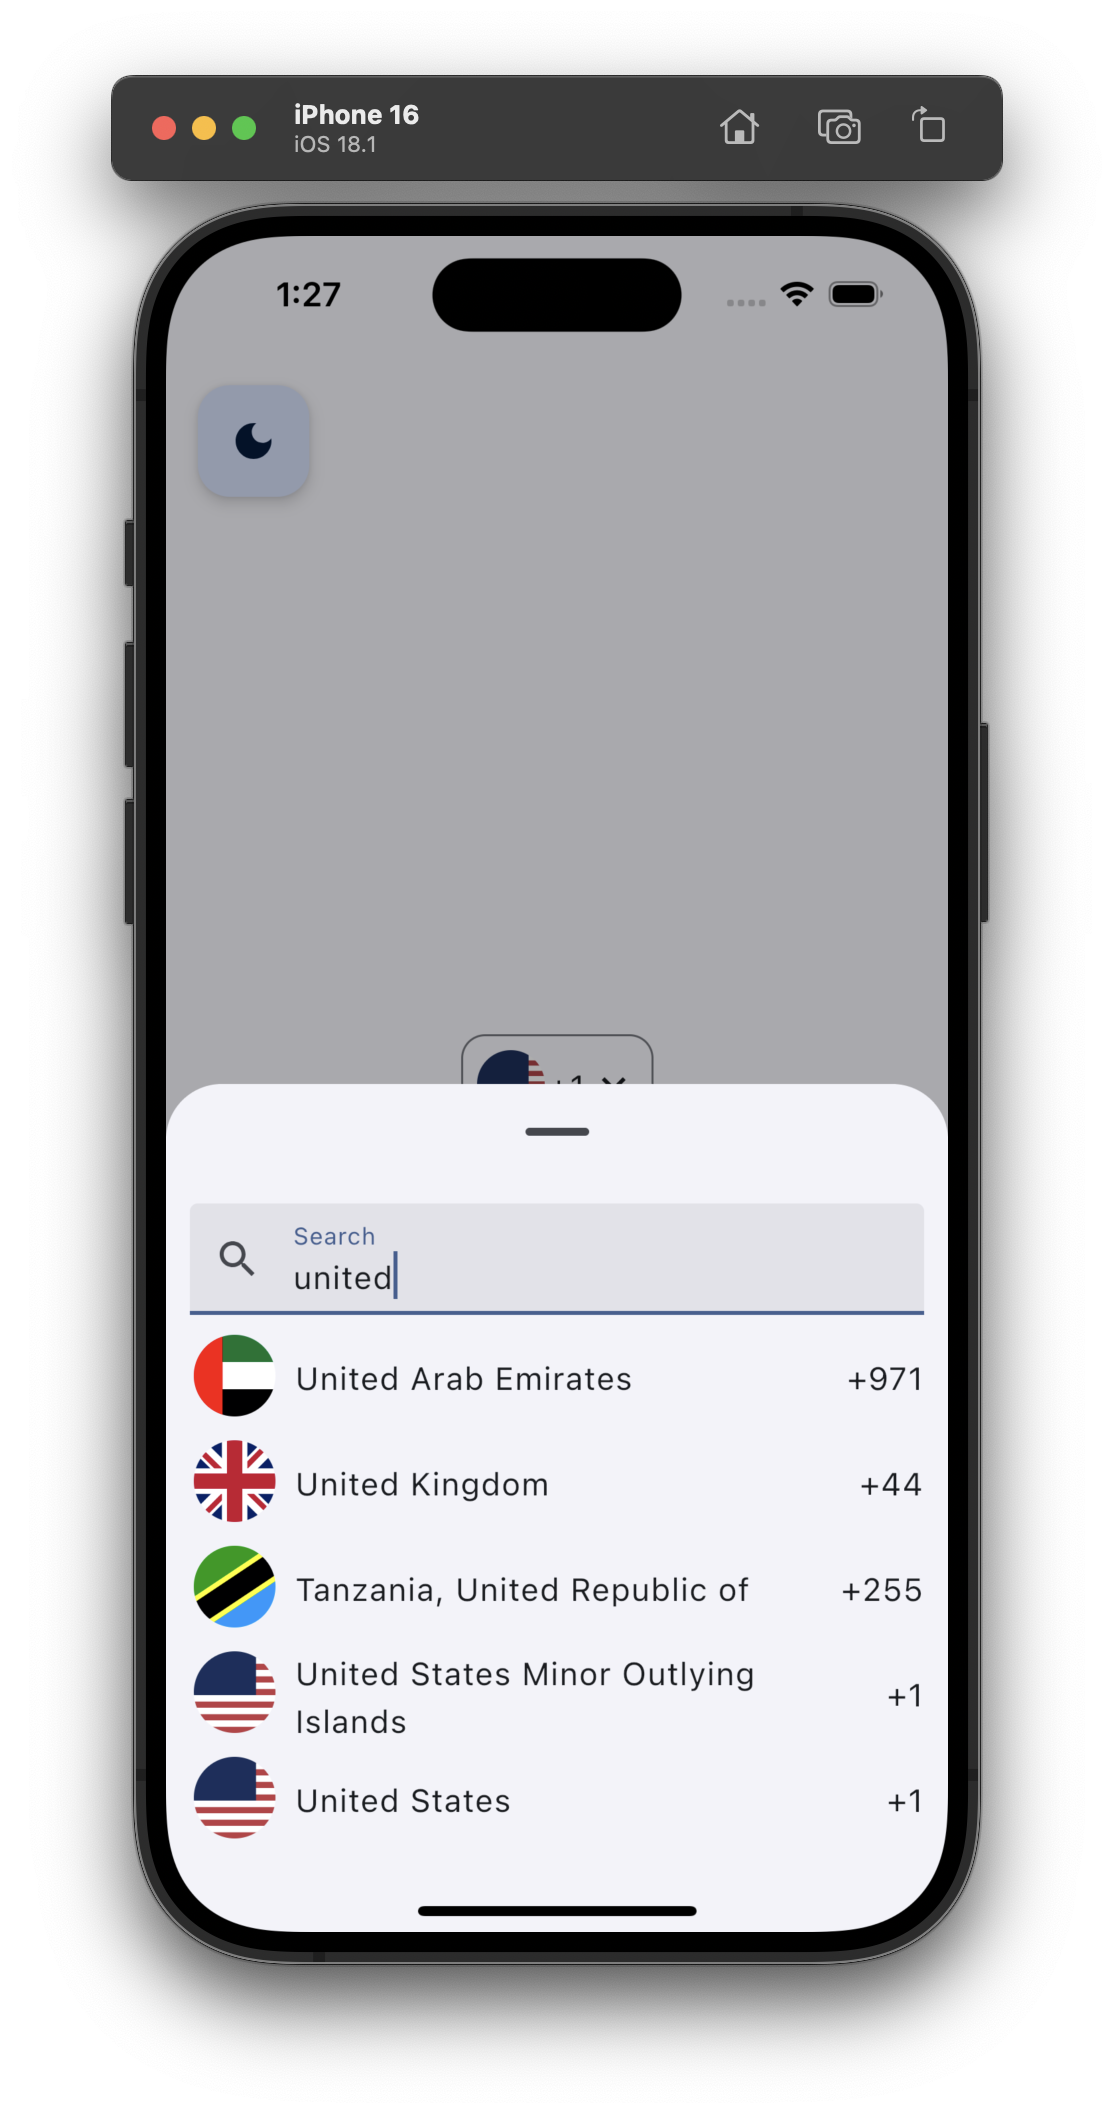 iPhone 16
iOS 18.1
1:27
+1
Search
united
United Arab Emirates +971
United Kingdom +44
Tanzania, United Republic of +255
United States Minor Outlying
Islands +1
United States +1